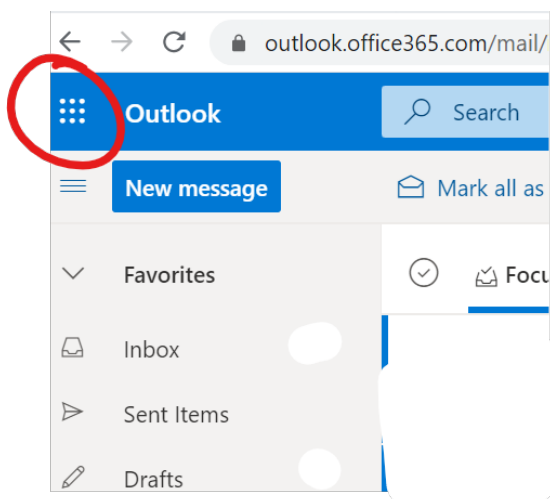 outlook.office365.com/mail/
Outlook
Search
New message
Mark all as
Favorites
Focu
Inbox
Sent Items
Drafts